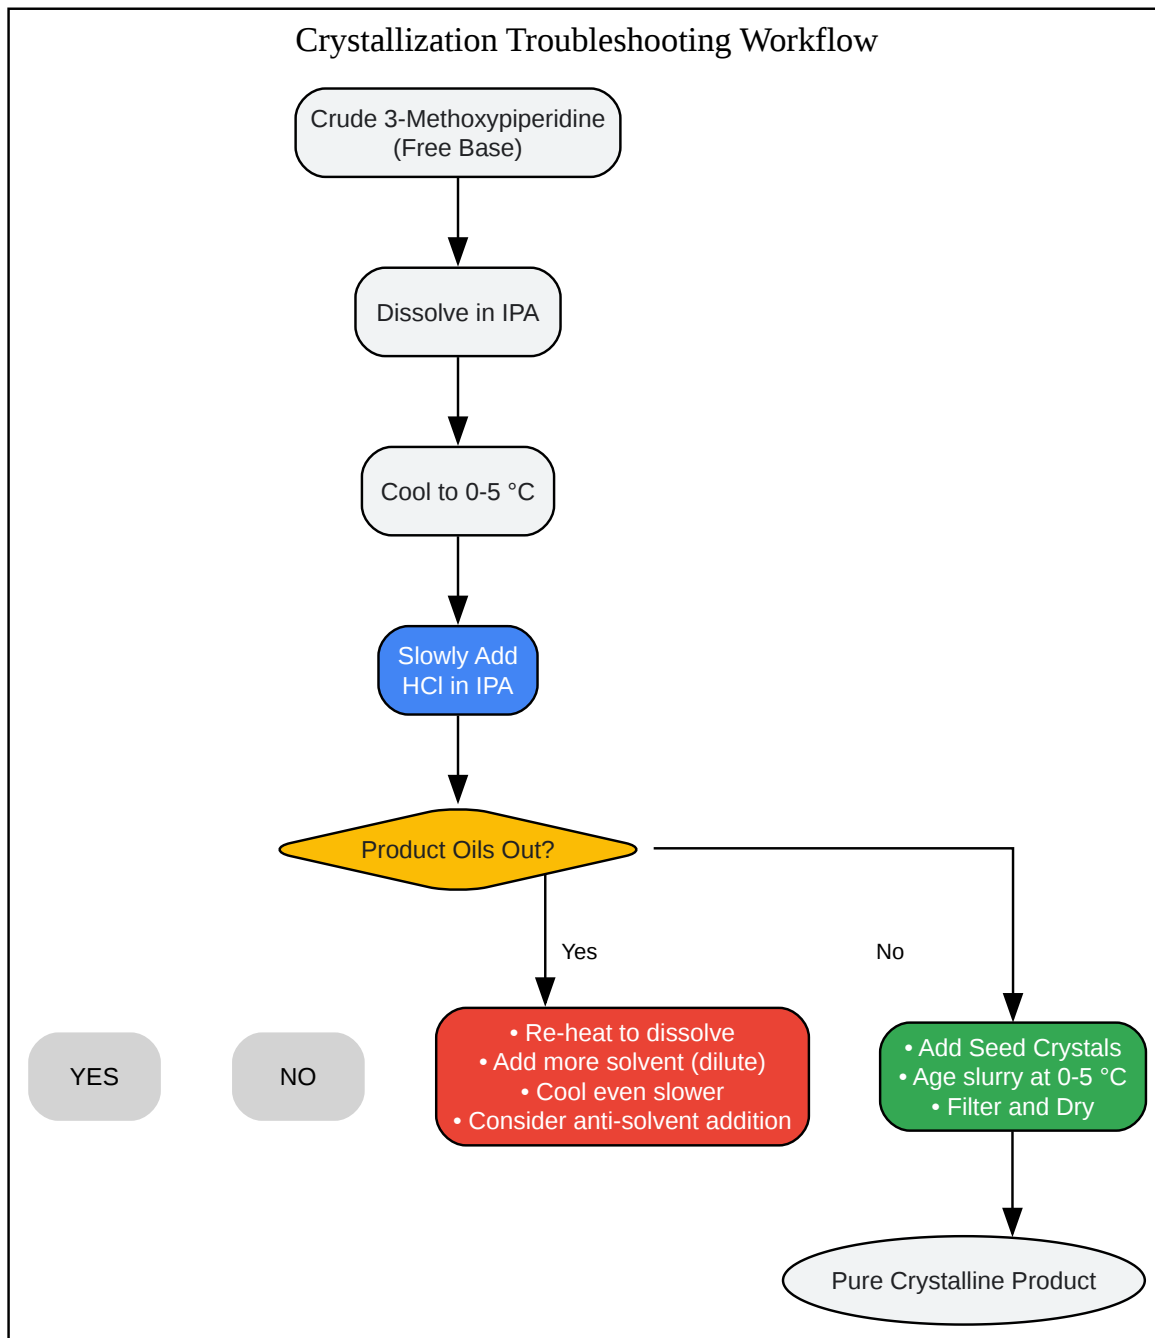 Crystallization Troubleshooting Workflow
Crude 3-Methoxypiperidine
(Free Base)
Dissolve in IPA
Cool to 0-5 °C
Slowly Add
HCl in IPA
Product Oils Out?
Yes
No
YES
NO
• Re-heat to dissolve
• Add more solvent (dilute)
• Cool even slower
• Consider anti-solvent addition
• Add Seed Crystals
• Age slurry at 0-5 °C
• Filter and Dry
Pure Crystalline Product